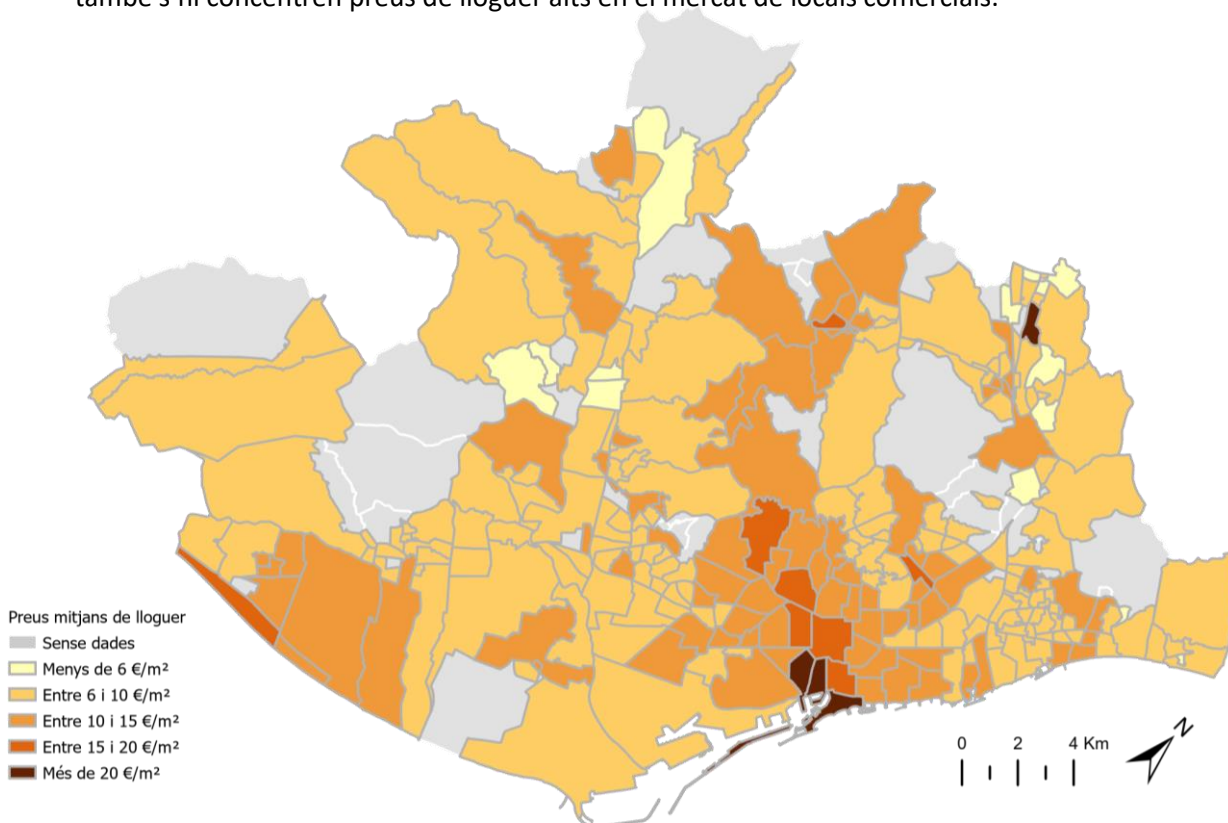 també s'hi concentren preus de lloguer alts en el mercat de locals comercials.
Preus mitjans de lloguer
Sense dades
Menys de 6 €/m²
Entre 6 i 10 €/m²
Entre 10 i 15 €/m²
Entre 15 i 20 €/m²
Més de 20 €/m²
0 2 4 Km
N